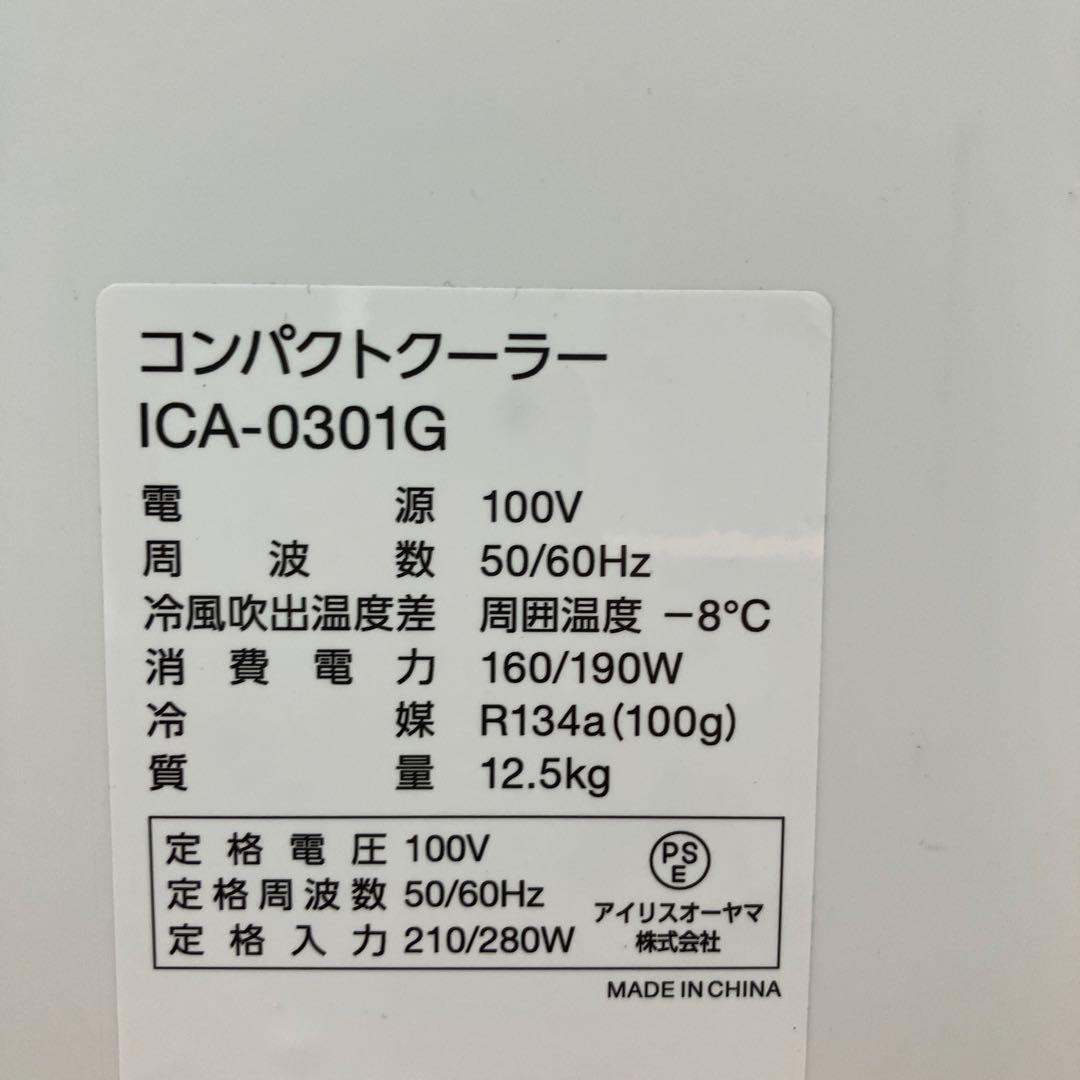 コンパクトクーラー
ICA-0301G
電源 100V
周波数 50/60Hz
冷風吹出温度差 周囲温度 −8℃
消費電力 160/190W
冷媒 R134a(100g)
質量 12.5kg
定格電圧 100V
定格周波数 50/60Hz
定格入力 210/280W
PS
E
アイリスオーヤマ
株式会社
MADE IN CHINA